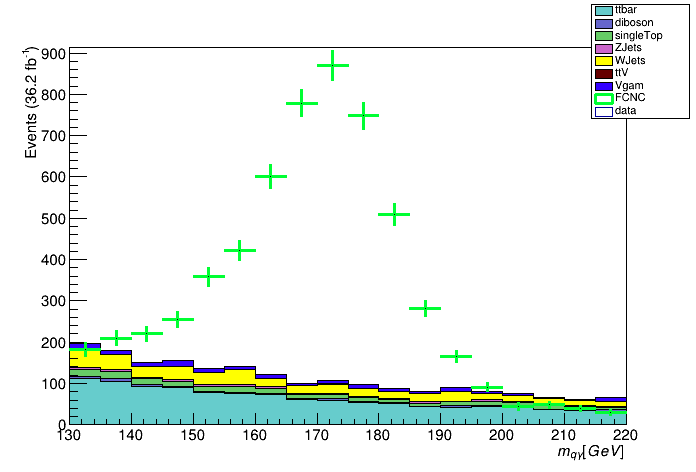 ttbar
diboson
singleTop
ZJets
WJets
ttV
Vgam
FCNC
data
Events (36.2 fb⁻¹)
900
800
700
600
500
400
300
200
100
0
130 140 150 160 170 180 190 200 210 220
m_qγ[GeV]